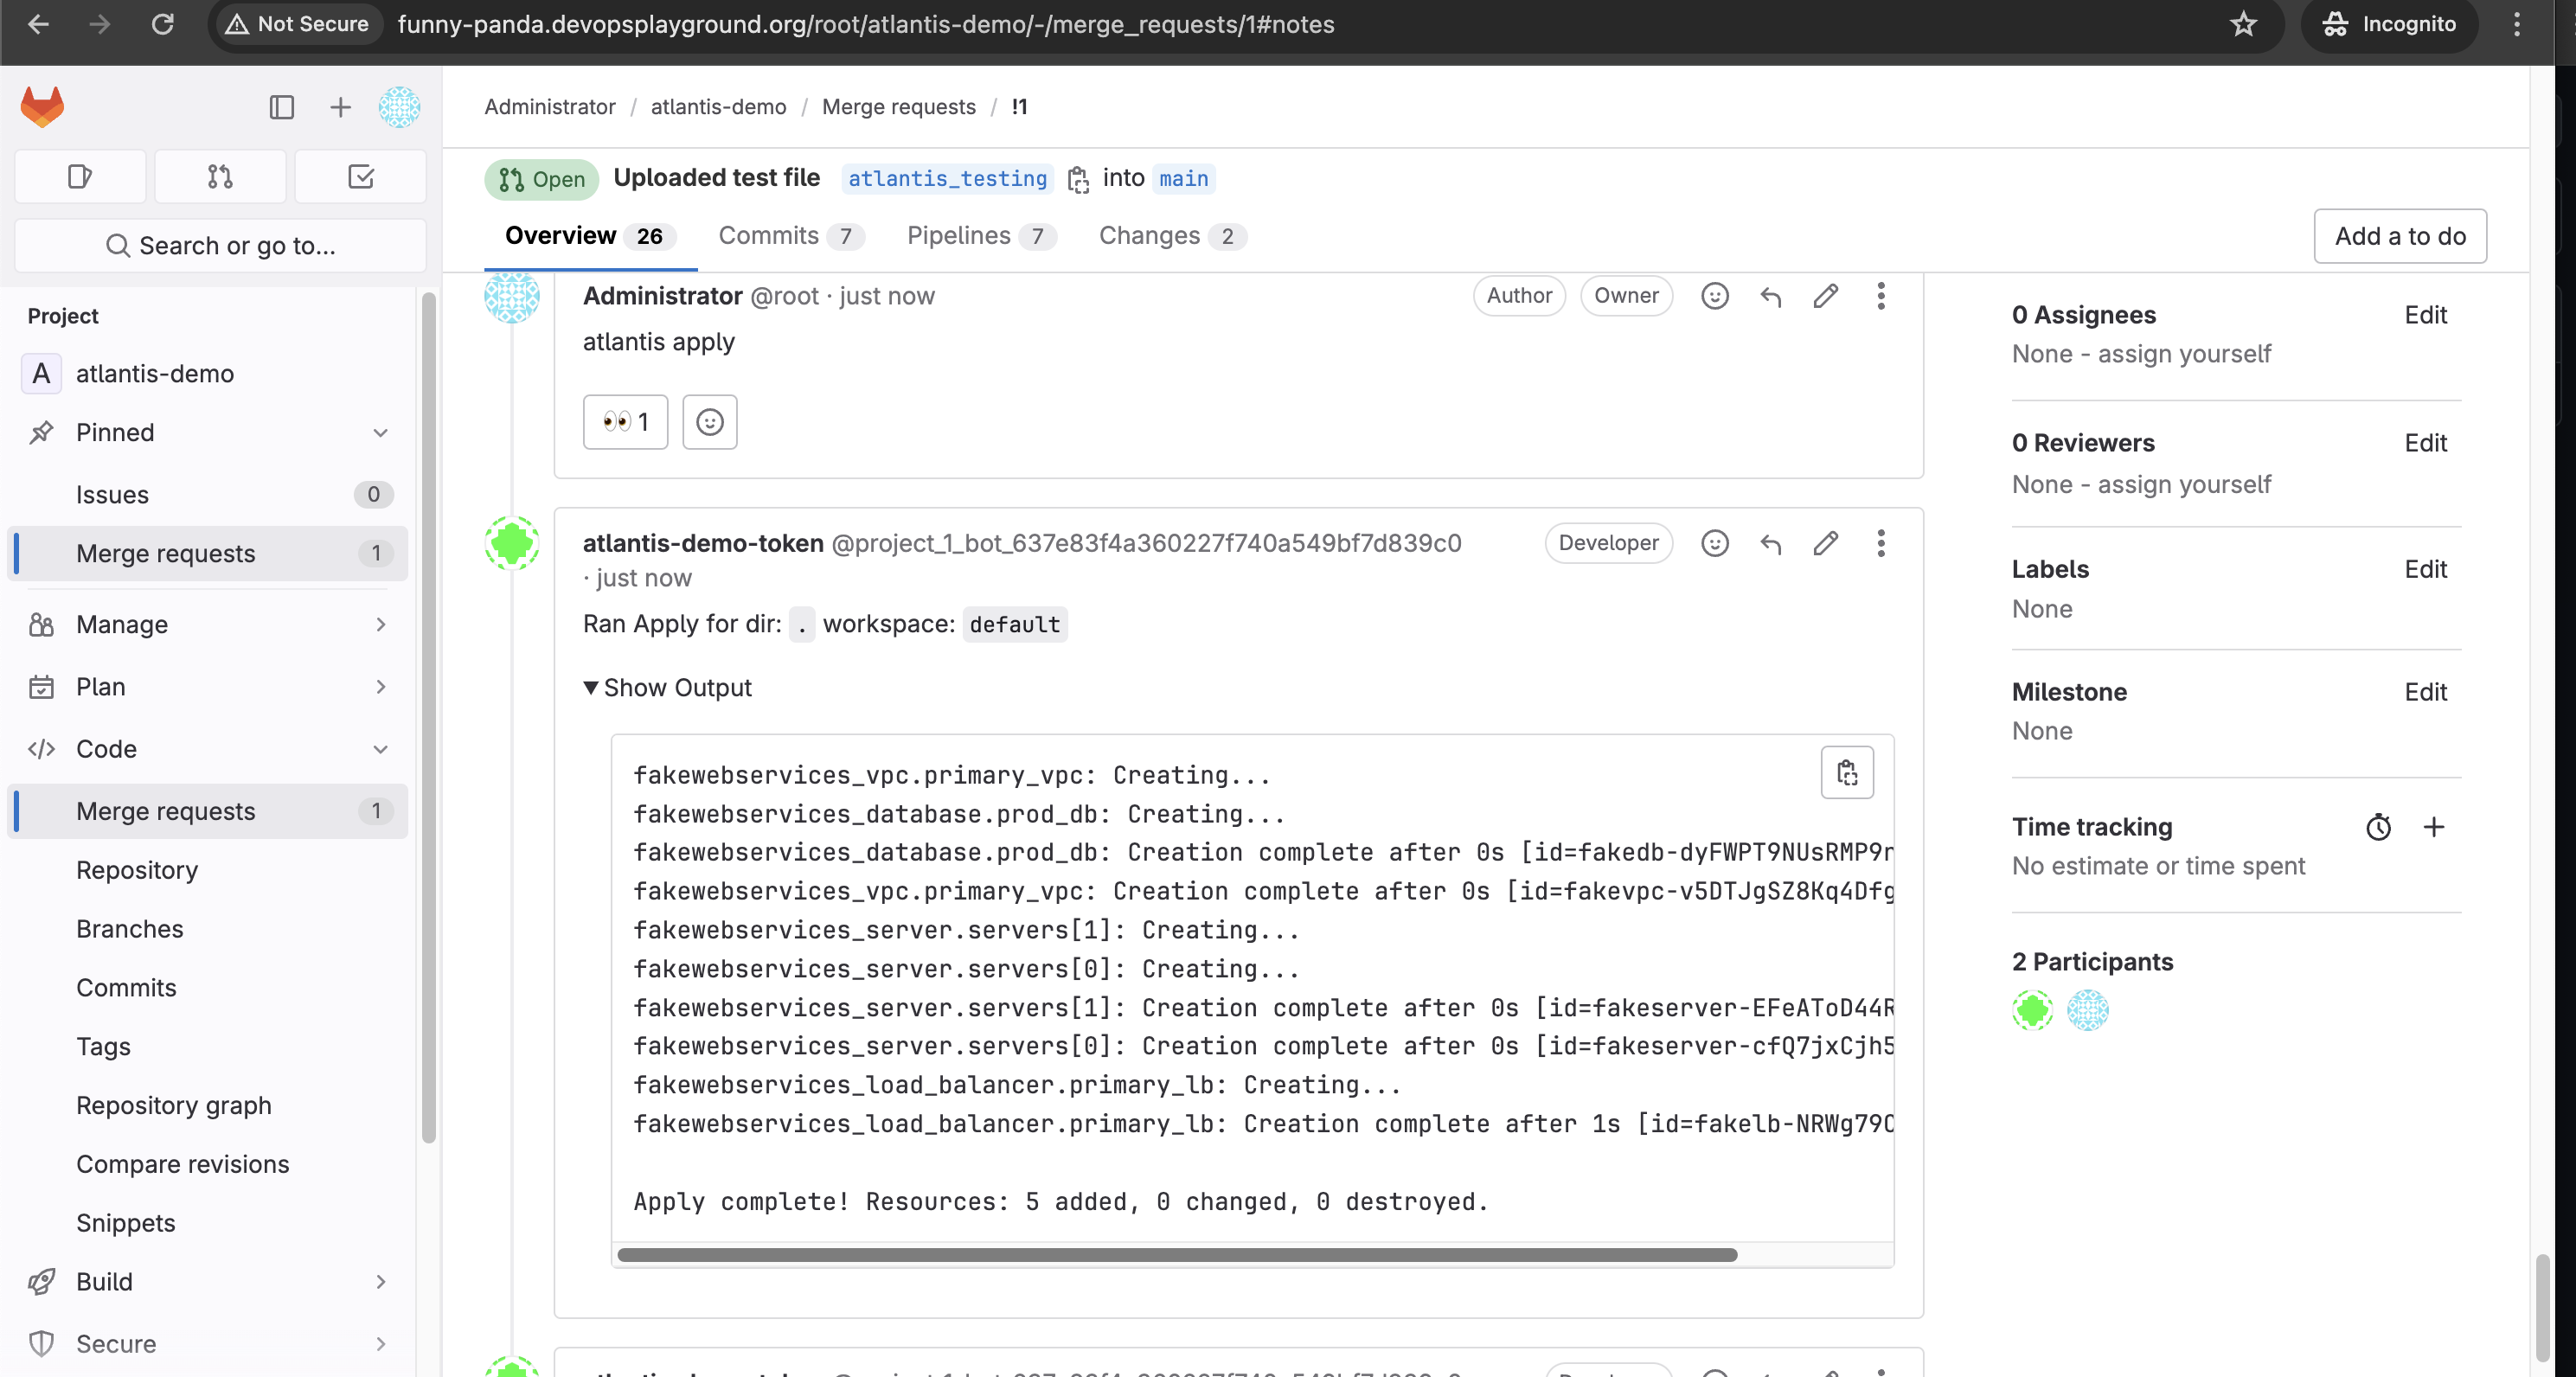 Not Secure funny-panda.devopsplayground.org/root/atlantis-demo/-/merge_requests/1#notes Incognito
Administrator / atlantis-demo / Merge requests / !1
Open Uploaded test file atlantis_testing into main
Overview 26 Commits 7 Pipelines 7 Changes 2
Add a to do
Search or go to...
Project
A atlantis-demo
Pinned
Issues 0
Merge requests 1
Manage
Plan
Code
Merge requests 1
Repository
Branches
Commits
Tags
Repository graph
Compare revisions
Snippets
Build
Secure
Administrator @root · just now Author Owner
atlantis apply
👀 1
atlantis-demo-token @project_1_bot_637e83f4a360227f740a549bf7d839c0 Developer
· just now
Ran Apply for dir: . workspace: default
▼ Show Output
fakewebservices_vpc.primary_vpc: Creating...
fakewebservices_database.prod_db: Creating...
fakewebservices_database.prod_db: Creation complete after 0s [id=fakedb-dyFWPT9NUsRMP9
fakewebservices_vpc.primary_vpc: Creation complete after 0s [id=fakevpc-v5DTJgSZ8Kq4Dfg
fakewebservices_server.servers[1]: Creating...
fakewebservices_server.servers[0]: Creating...
fakewebservices_server.servers[1]: Creation complete after 0s [id=fakeserver-EFeAToD44R
fakewebservices_server.servers[0]: Creation complete after 0s [id=fakeserver-cfQ7jxCjh5
fakewebservices_load_balancer.primary_lb: Creating...
fakewebservices_load_balancer.primary_lb: Creation complete after 1s [id=fakelb-NRWg79
Apply complete! Resources: 5 added, 0 changed, 0 destroyed.
0 Assignees Edit
None - assign yourself
0 Reviewers Edit
None - assign yourself
Labels Edit
None
Milestone Edit
None
Time tracking
No estimate or time spent
2 Participants